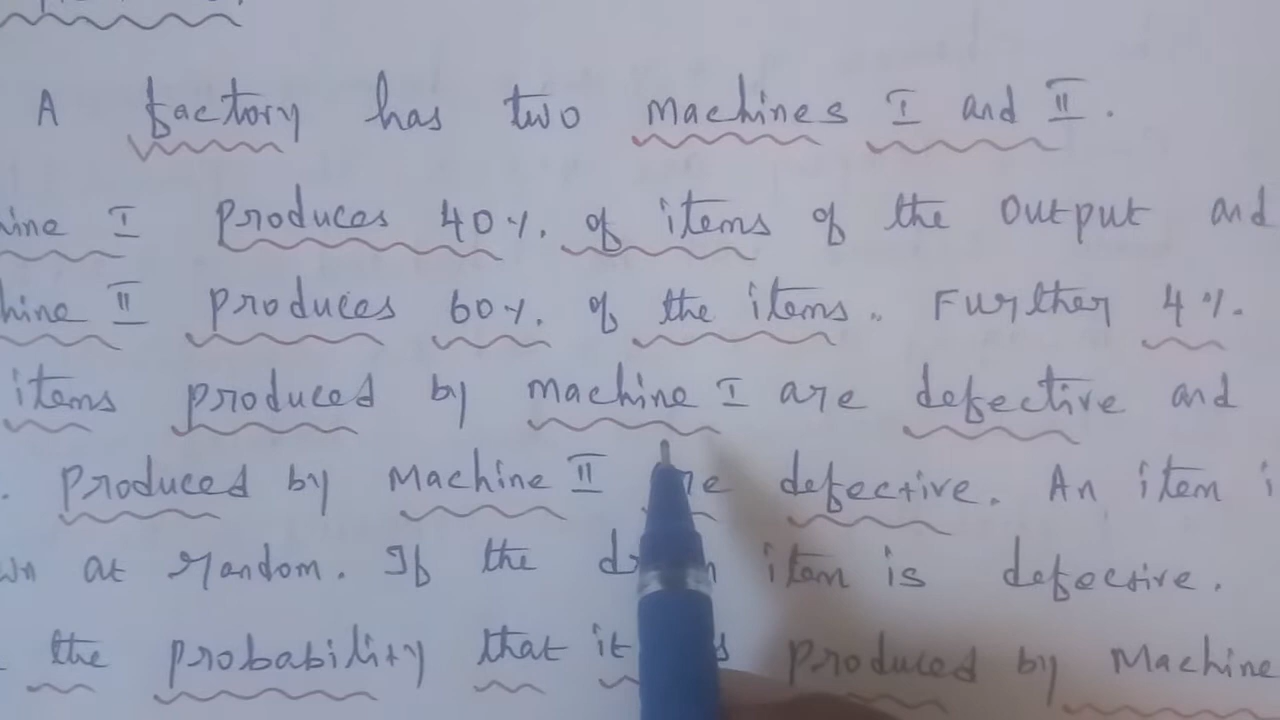 A factory has two Machines I and II.
hine I produces 40%. of items of the output and
hine II produces 60%. of the items. Further 4%.
items produced by machine I are defective and
. produced by Machine II defective. An item i
wn at random. If the item is defective.
the probability that it produced by Machine